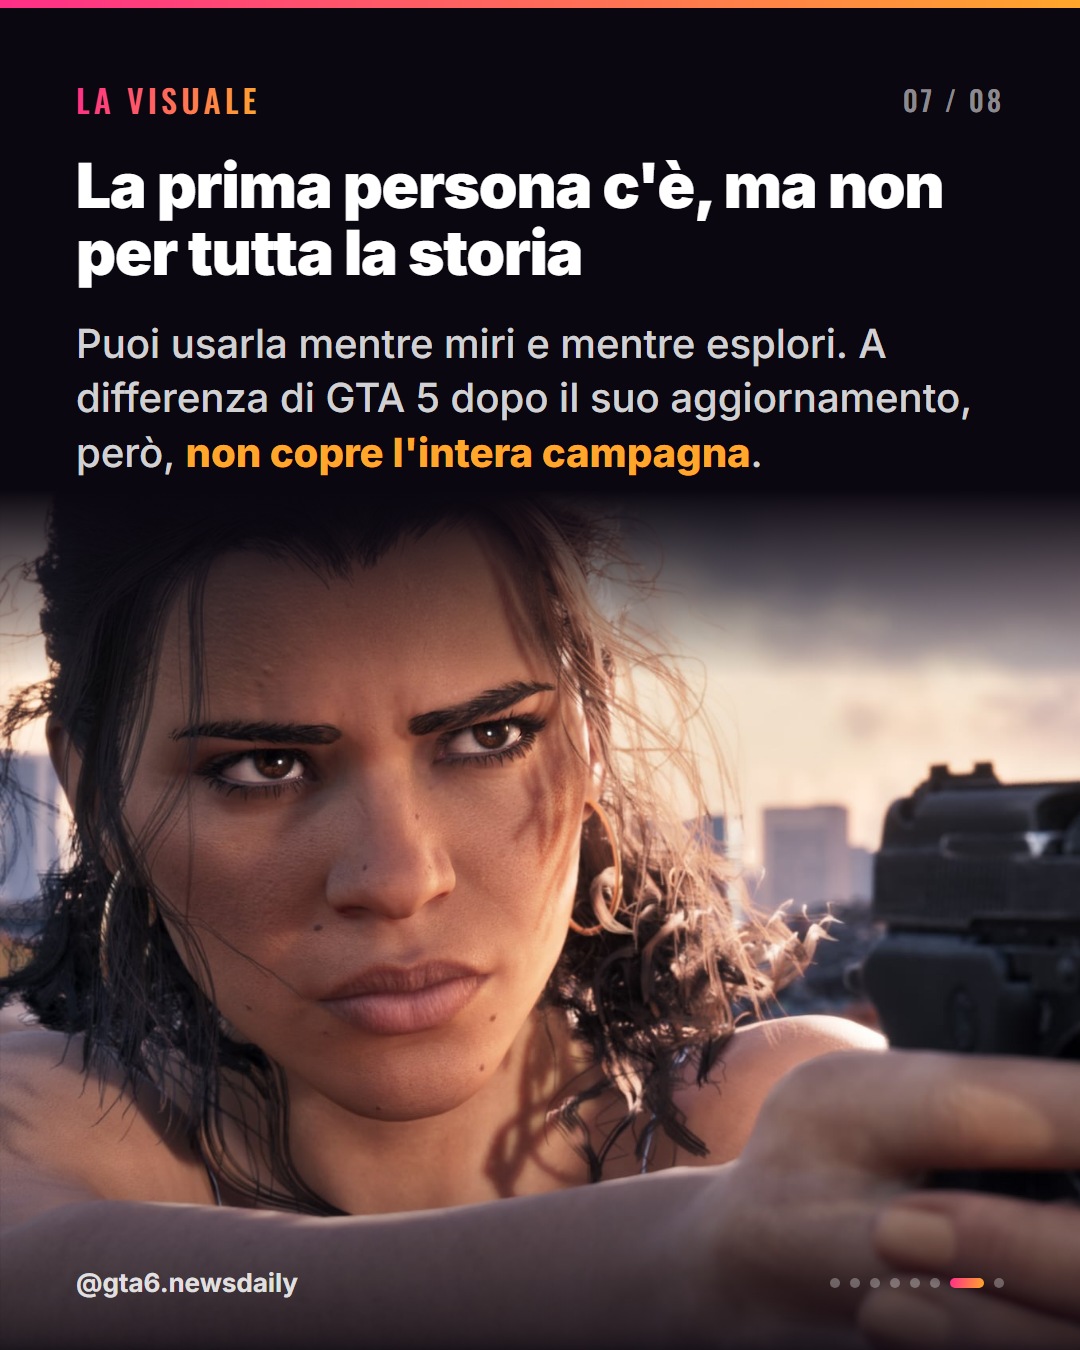 LA VISUALE
07 / 08
La prima persona c'è, ma non
per tutta la storia
Puoi usarla mentre miri e mentre esplori. A
differenza di GTA 5 dopo il suo aggiornamento,
però, non copre l'intera campagna.
@gta6.newsdaily